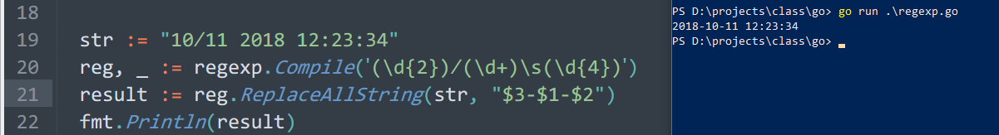 18
19 str := "10/11 2018 12:23:34"
20 reg, _ := regexp.Compile(`(\d{2})/(\d+)\s(\d{4})`)
21 result := reg.ReplaceAllString(str, "$3-$1-$2")
22 fmt.Println(result)
PS D:\projects\class\go> go run .\regexp.go
2018-10-11 12:23:34
PS D:\projects\class\go>